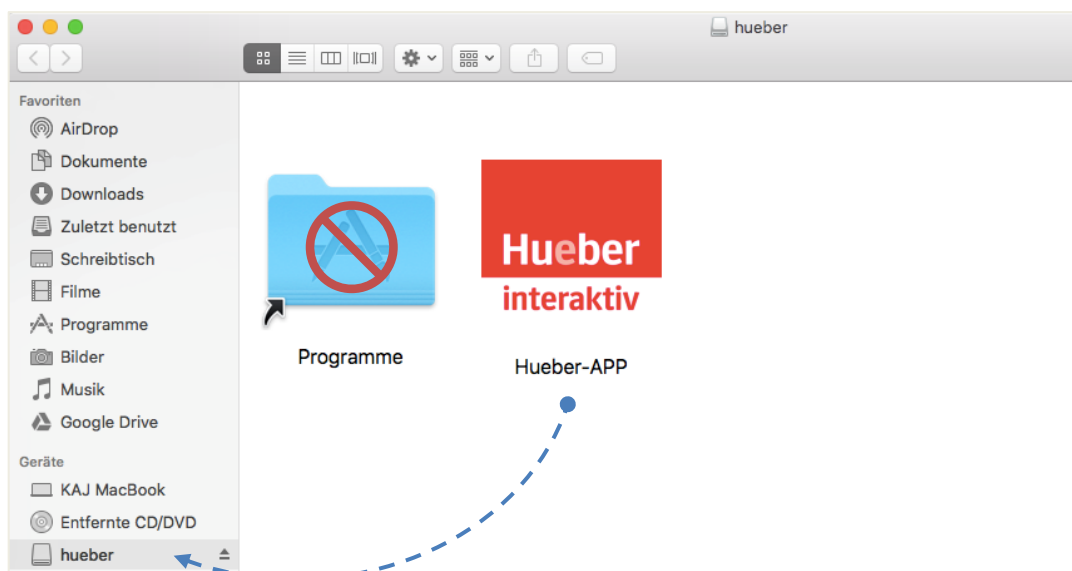 hueber
Favoriten
AirDrop
Dokumente
Downloads
Zuletzt benutzt
Schreibtisch
Filme
Programme
Bilder
Musik
Google Drive
Geräte
KAJ MacBook
Entfernte CD/DVD
hueber
Programme
Hueber
interaktiv
Hueber-APP